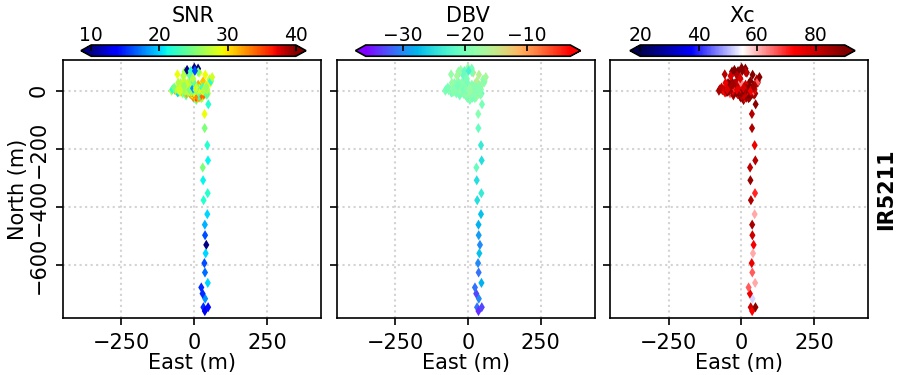 SNR DBV Xc
10 20 30 40 −30 −20 −10 20 40 60 80
0
−200
−400
−600
North (m)
IR5211
−250 0 250 −250 0 250 −250 0 250
East (m) East (m) East (m)